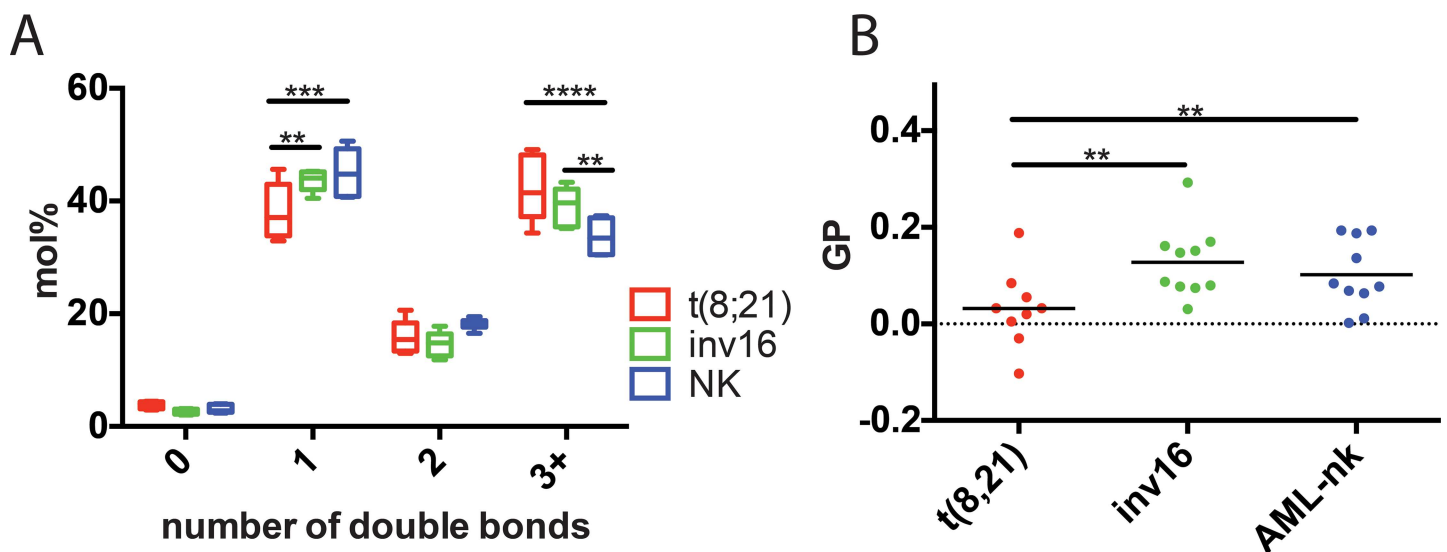 A
B
60
40
20
0
mol%
***
**
****
**
0
1
2
3+
number of double bonds
t(8;21)
inv16
NK
0.4
0.2
0.0
-0.2
GP
**
**
t(8,21)
inv16
AML-nk